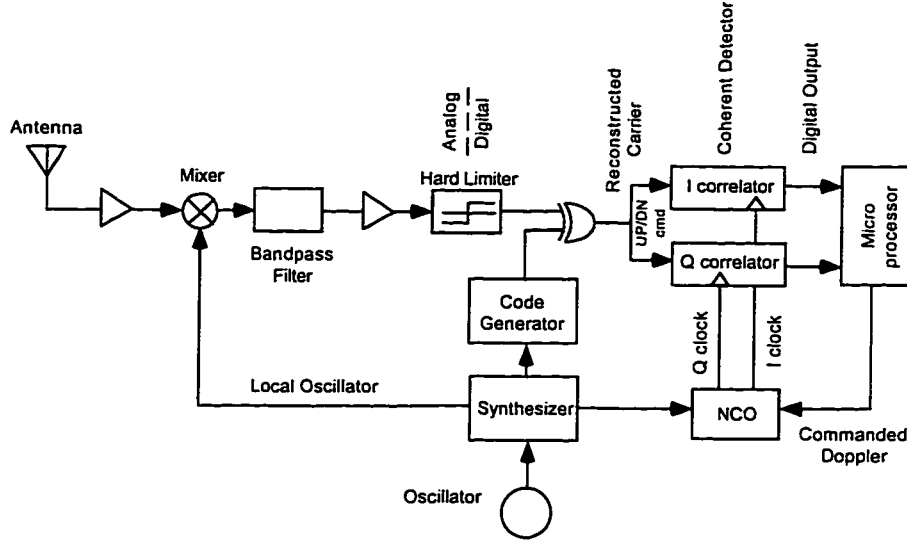 Antenna
Mixer
Bandpass
Filter
Analog
Digital
Hard Limiter
Reconstructed
Carrier
UP/DN
cmd
Coherent Detector
Digital Output
I correlator
Q correlator
Micro
processor
Code
Generator
Q clock
I clock
Local Oscillator
Synthesizer
NCO
Commanded
Doppler
Oscillator